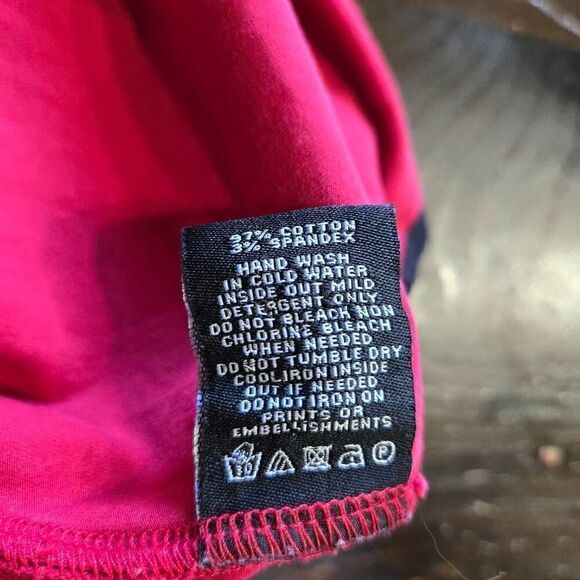 97% COTTON
3% SPANDEX
HAND WASH
IN COLD WATER
INSIDE OUT MILD
DETERGENT ONLY
DO NOT BLEACH NON
CHLORINE BLEACH
WHEN NEEDED
DO NOT TUMBLE DRY
COOL IRON INSIDE
OUT IF NEEDED
DO NOT IRON ON
PRINTS OR
EMBELLISHMENTS
30 P